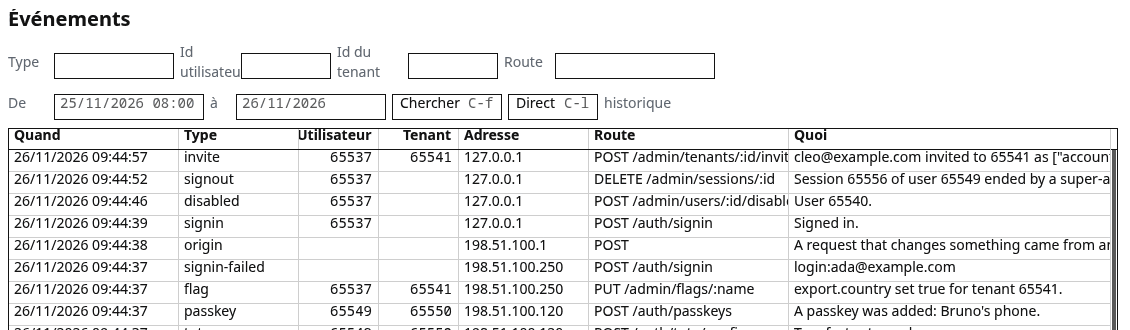 Événements
Type Id utilisateu Id du tenant Route
De 25/11/2026 08:00 à 26/11/2026 Chercher C-f Direct C-l historique
Quand Type Utilisateur Tenant Adresse Route Quoi
26/11/2026 09:44:57 invite 65537 65541 127.0.0.1 POST /admin/tenants/:id/invit cleo@example.com invited to 65541 as ["accoun
26/11/2026 09:44:52 signout 65537 127.0.0.1 DELETE /admin/sessions/:id Session 65556 of user 65549 ended by a super-a
26/11/2026 09:44:46 disabled 65537 127.0.0.1 POST /admin/users/:id/disabl User 65540.
26/11/2026 09:44:39 signin 65537 127.0.0.1 POST /auth/signin Signed in.
26/11/2026 09:44:38 origin 198.51.100.1 POST A request that changes something came from an
26/11/2026 09:44:37 signin-failed 198.51.100.250 POST /auth/signin login:ada@example.com
26/11/2026 09:44:37 flag 65537 65541 198.51.100.250 PUT /admin/flags/:name export.country set true for tenant 65541.
26/11/2026 09:44:37 passkey 65549 65550 198.51.100.120 POST /auth/passkeys A passkey was added: Bruno's phone.